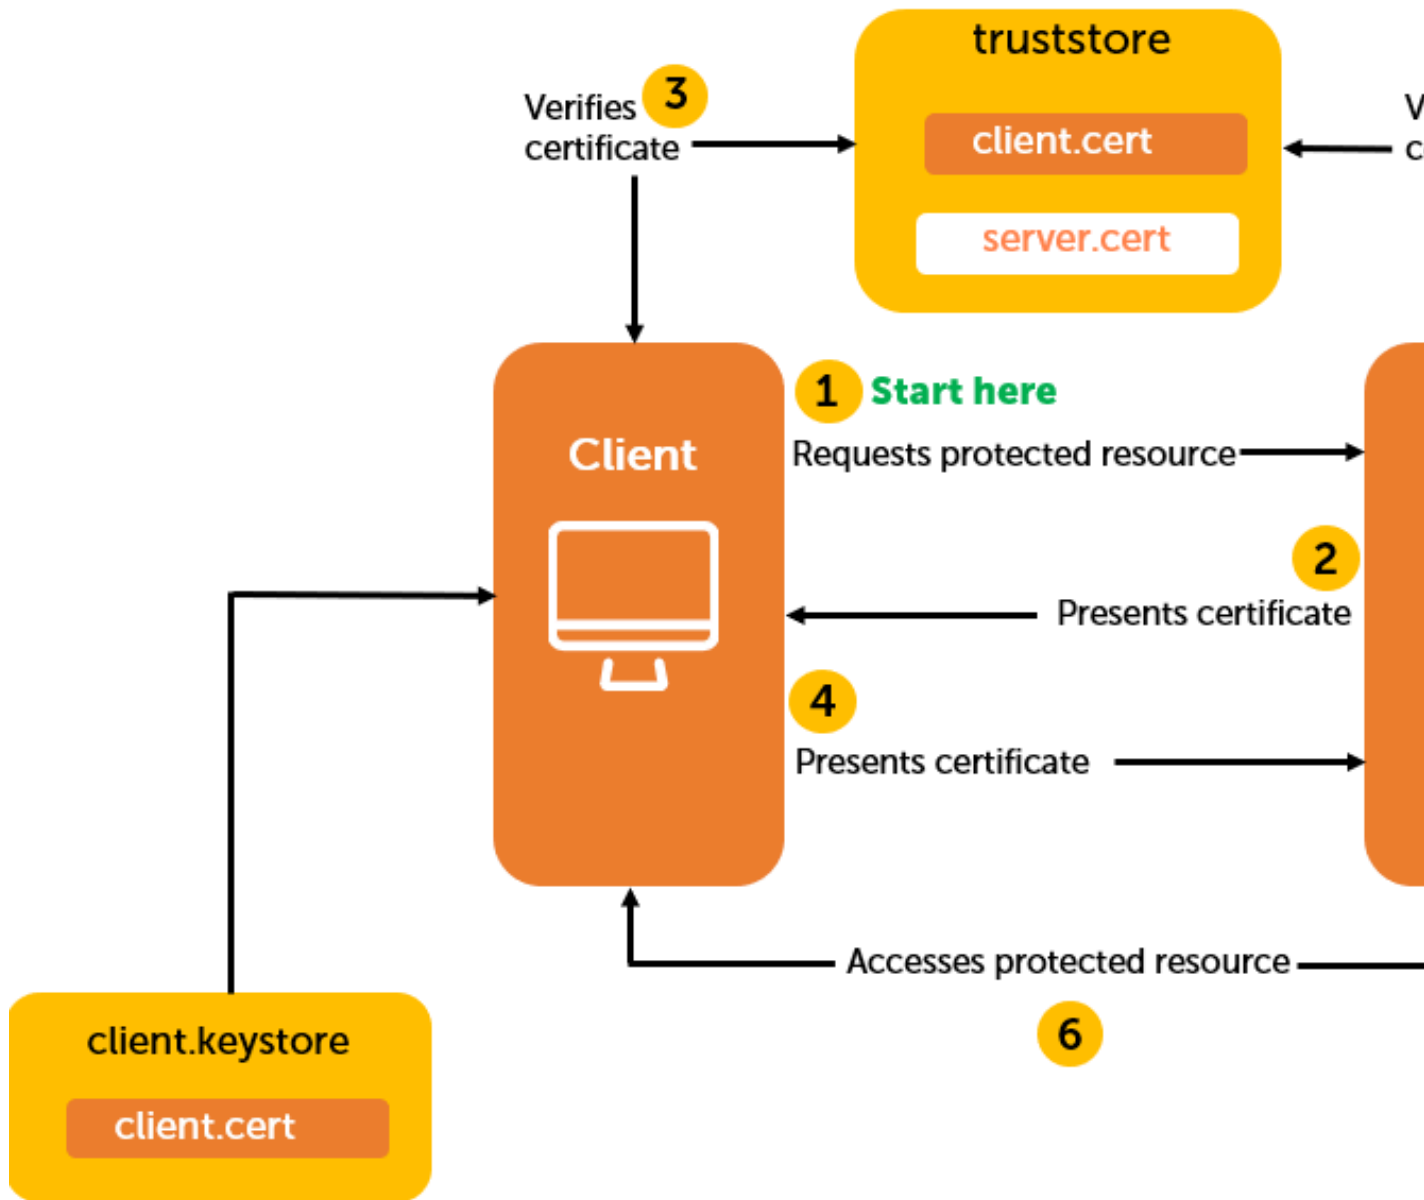 truststore
Verifies 3
certificate
client.cert
server.cert
1 Start here
Requests protected resource
Client
2
Presents certificate
4
Presents certificate
Accesses protected resource
6
client.keystore
client.cert